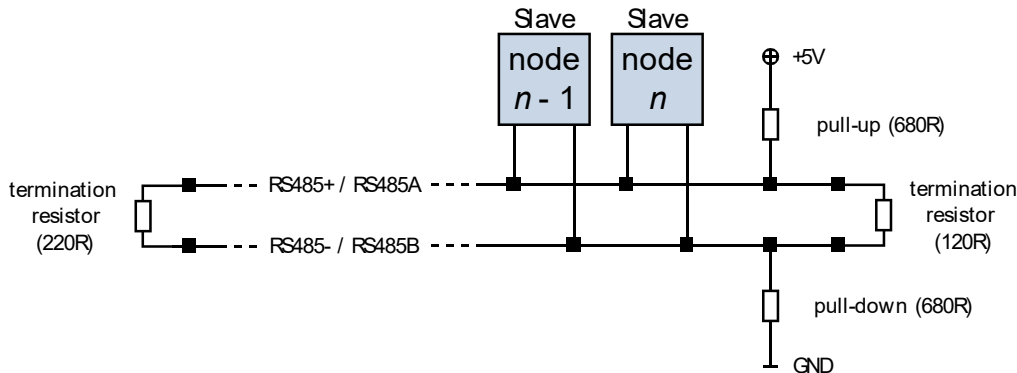 Slave
Slave
node
n - 1
node
n
+5V
pull-up (680R)
termination
resistor
(220R)
RS485+ / RS485A
RS485- / RS485B
termination
resistor
(120R)
pull-down (680R)
GND